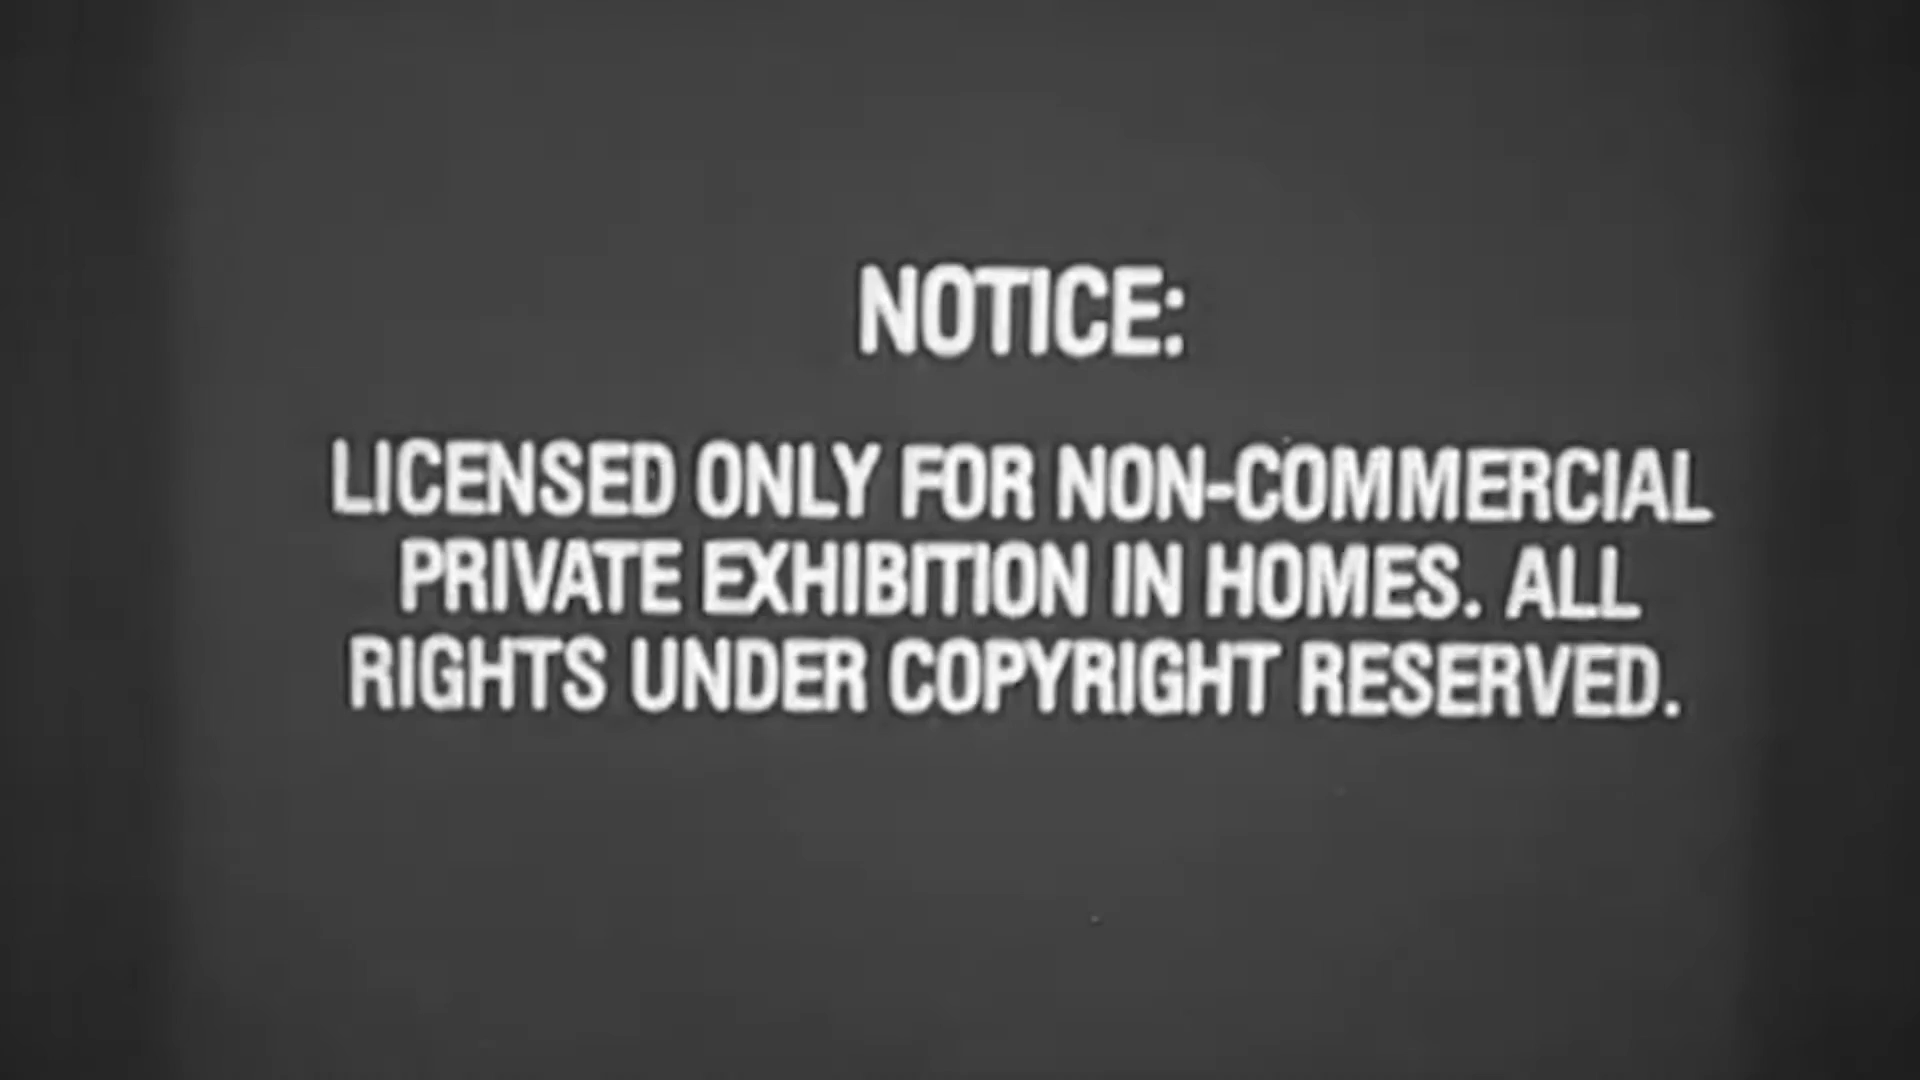 NOTICE:
LICENSED ONLY FOR NON-COMMERCIAL
PRIVATE EXHIBITION IN HOMES. ALL
RIGHTS UNDER COPYRIGHT RESERVED.